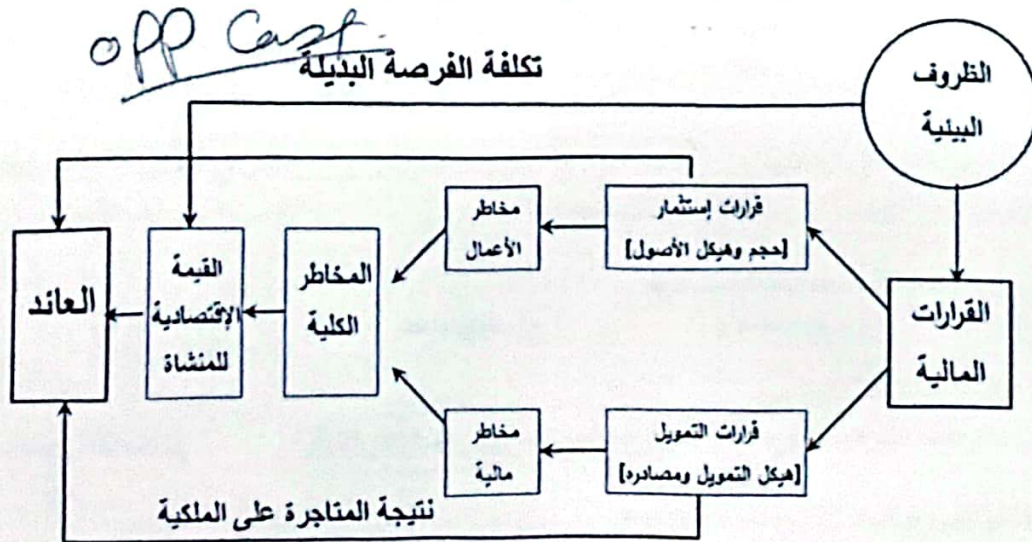 opp Cost.
تكلفة الفرصة البديلة
الظروف
البيئية
قرارات إستثمار
[حجم وهيكل الأصول]
مخاطر
الأعمال
القرارات
المالية
المخاطر
الكلية
القيمة
الإقتصادية
للمنشاة
العائد
قرارات التمويل
[هيكل التمويل ومصادره]
مخاطر
مالية
نتيجة المتاجرة على الملكية